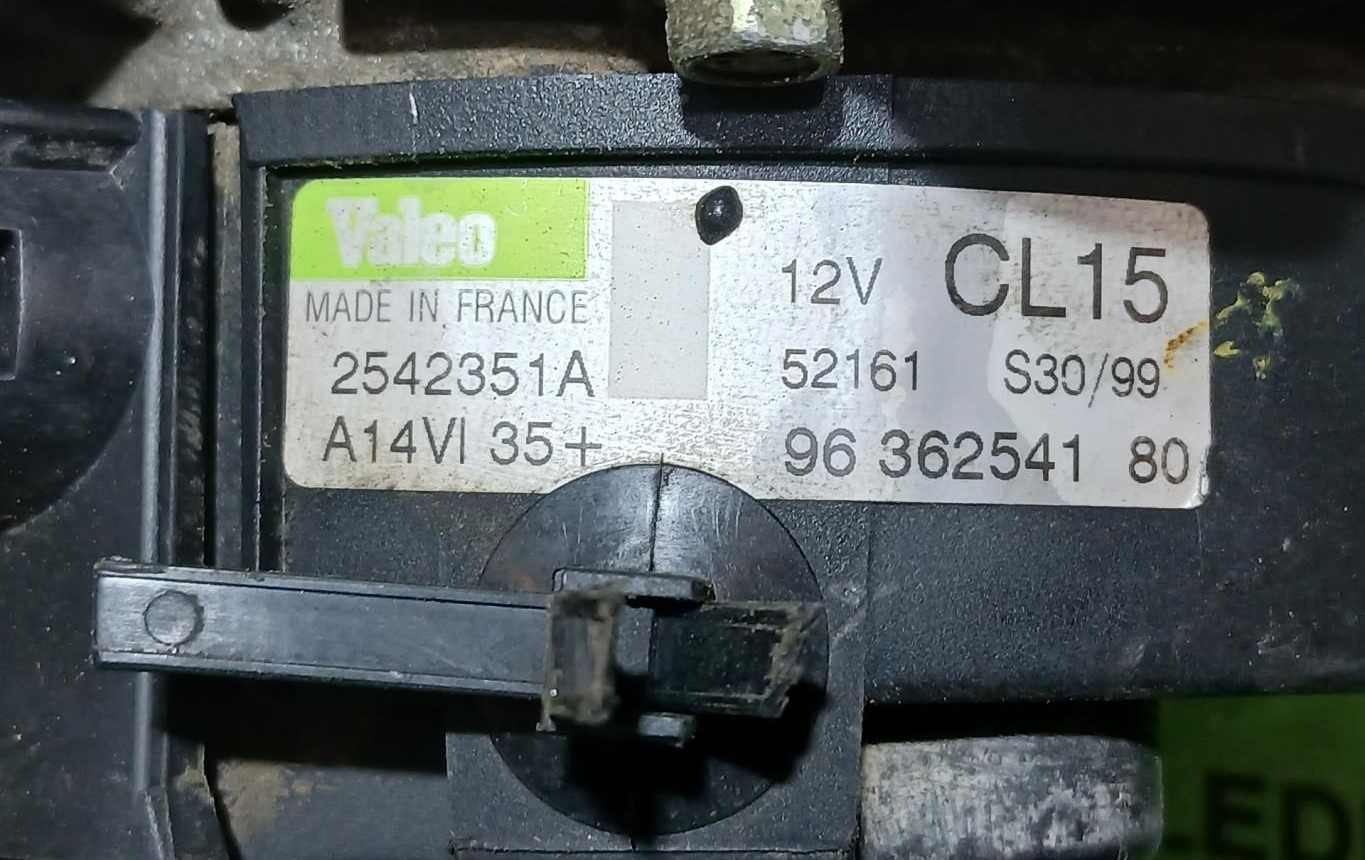 Valeo
MADE IN FRANCE
2542351A
A14VI 35+
12V CL15
52161 S30/99
96 362541 80